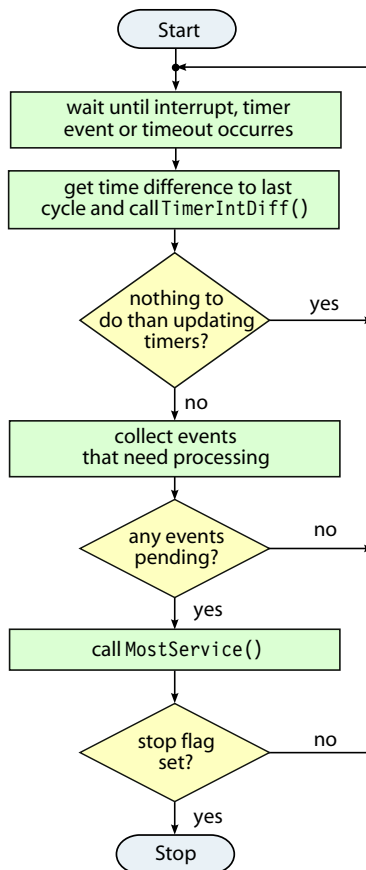 Start
wait until interrupt, timer
event or timeout occurres
get time difference to last
cycle and call TimerIntDiff()
nothing to
do than updating
timers?
yes
no
collect events
that need processing
any events
pending?
no
yes
call MostService()
stop flag
set?
no
yes
Stop